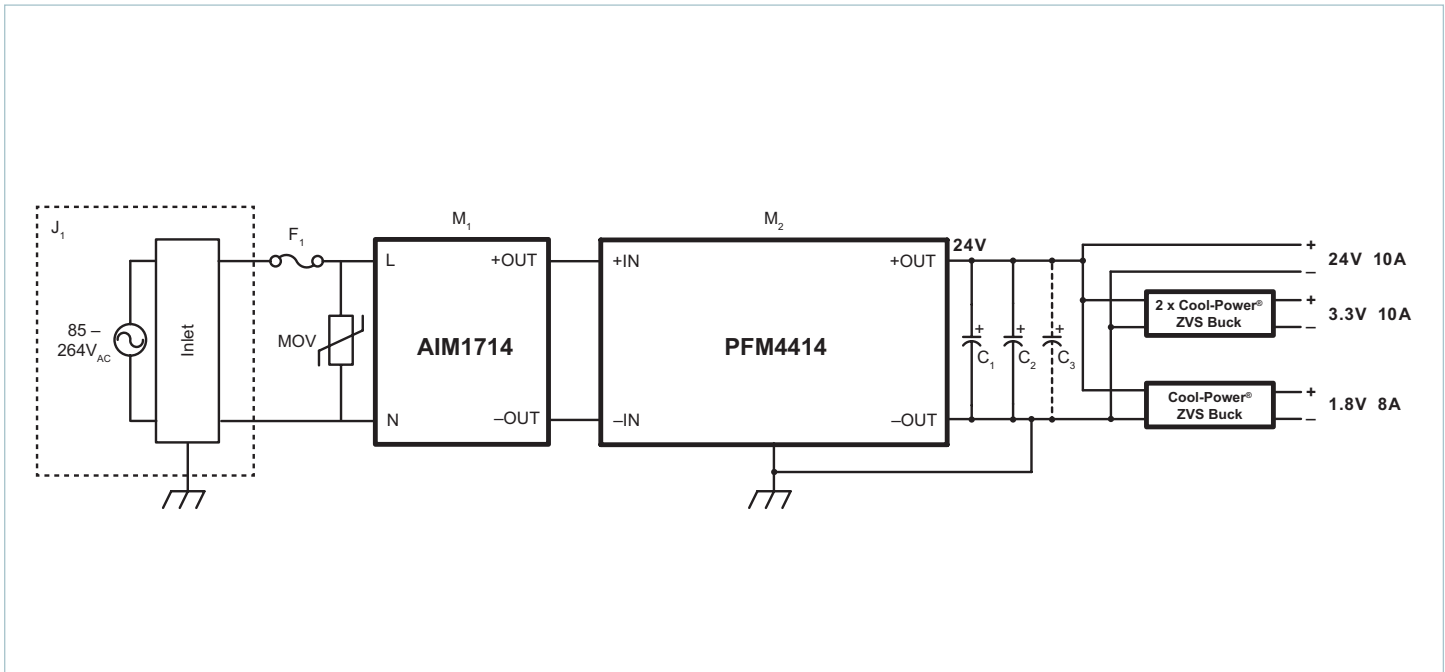 J1
85 –
264VAC
Inlet
F1
MOV
M1
L
+OUT
AIM1714
N
–OUT
M2
+IN
+OUT
PFM4414
–IN
–OUT
24V
+
C1
+
C2
+
C3
+
24V 10A
–
2 x Cool-Power®
ZVS Buck
+
3.3V 10A
–
Cool-Power®
ZVS Buck
+
1.8V 8A
–